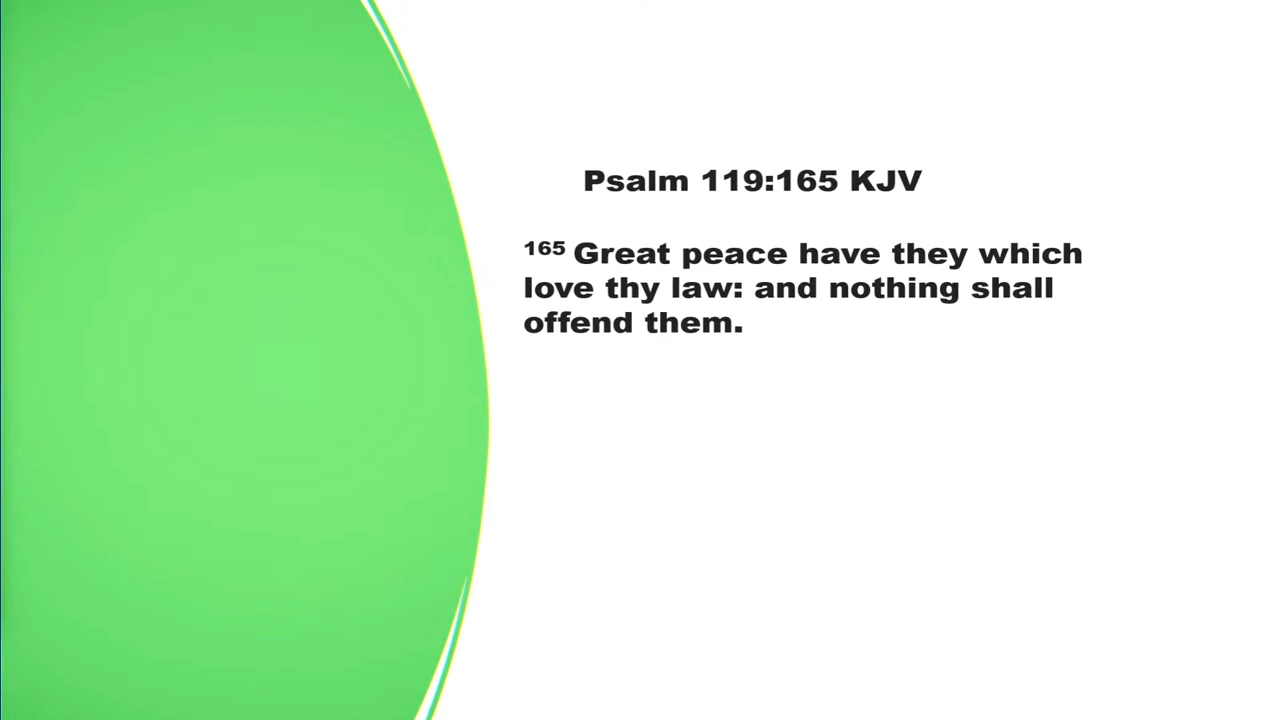 Psalm 119:165 KJV
165 Great peace have they which
love thy law: and nothing shall
offend them.